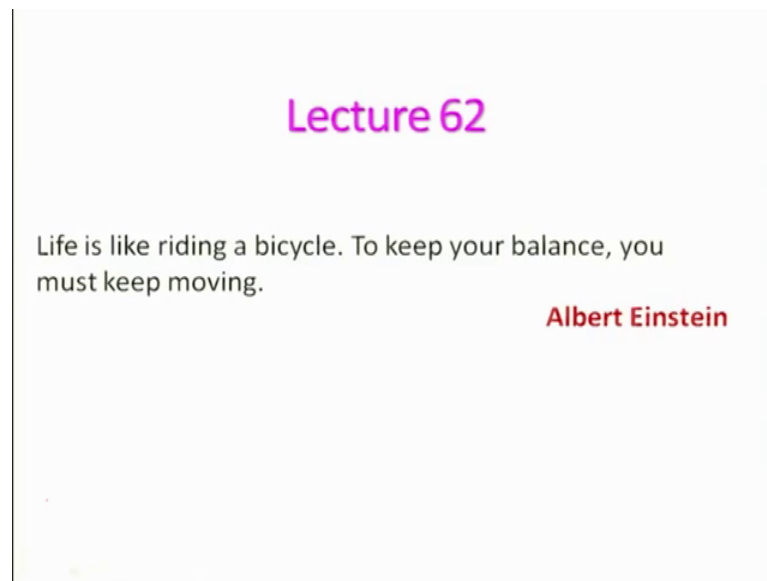 Lecture 62
Life is like riding a bicycle. To keep your balance, you
must keep moving.
Albert Einstein